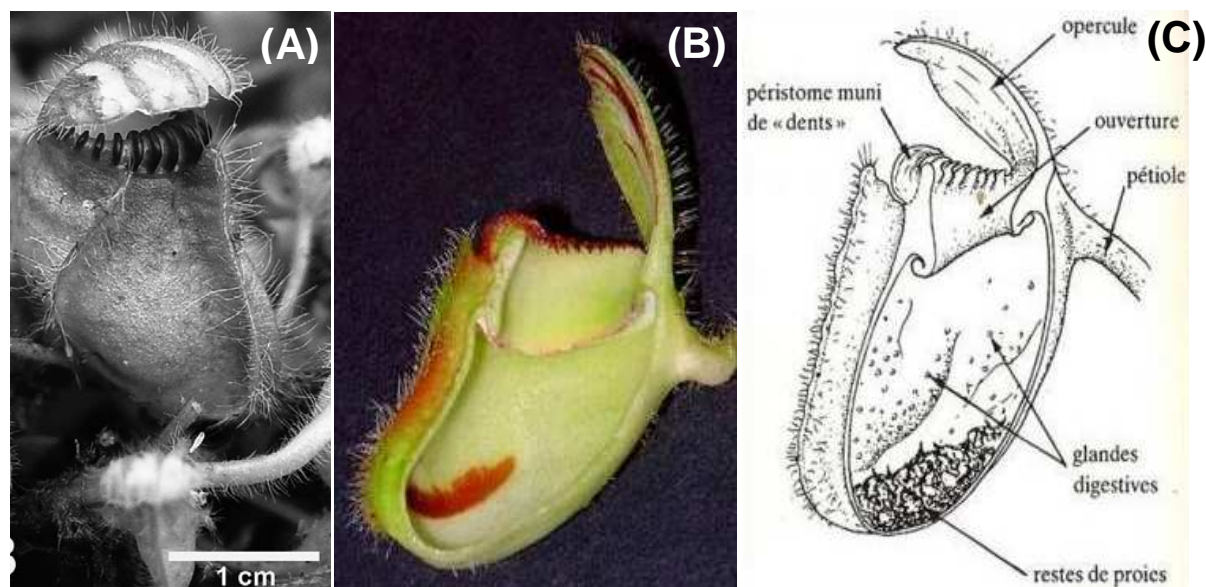 (A)
1 cm
(B)
(C)
opercule
péristome muni
de « dents »
ouverture
pétiole
glandes
digestives
restes de proies